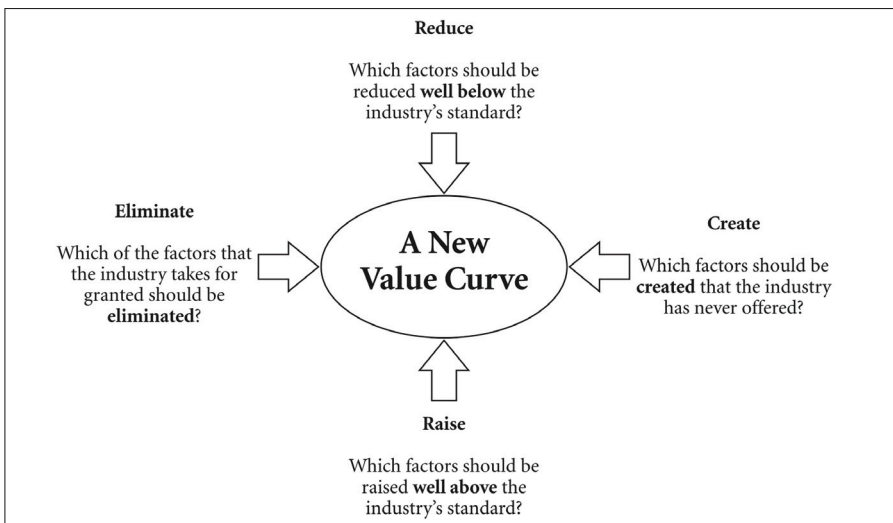 Reduce
Which factors should be
reduced well below the
industry's standard?
Eliminate
Which of the factors that
the industry takes for
granted should be
eliminated?
A New
Value Curve
Create
Which factors should be
created that the industry
has never offered?
Raise
Which factors should be
raised well above the
industry's standard?